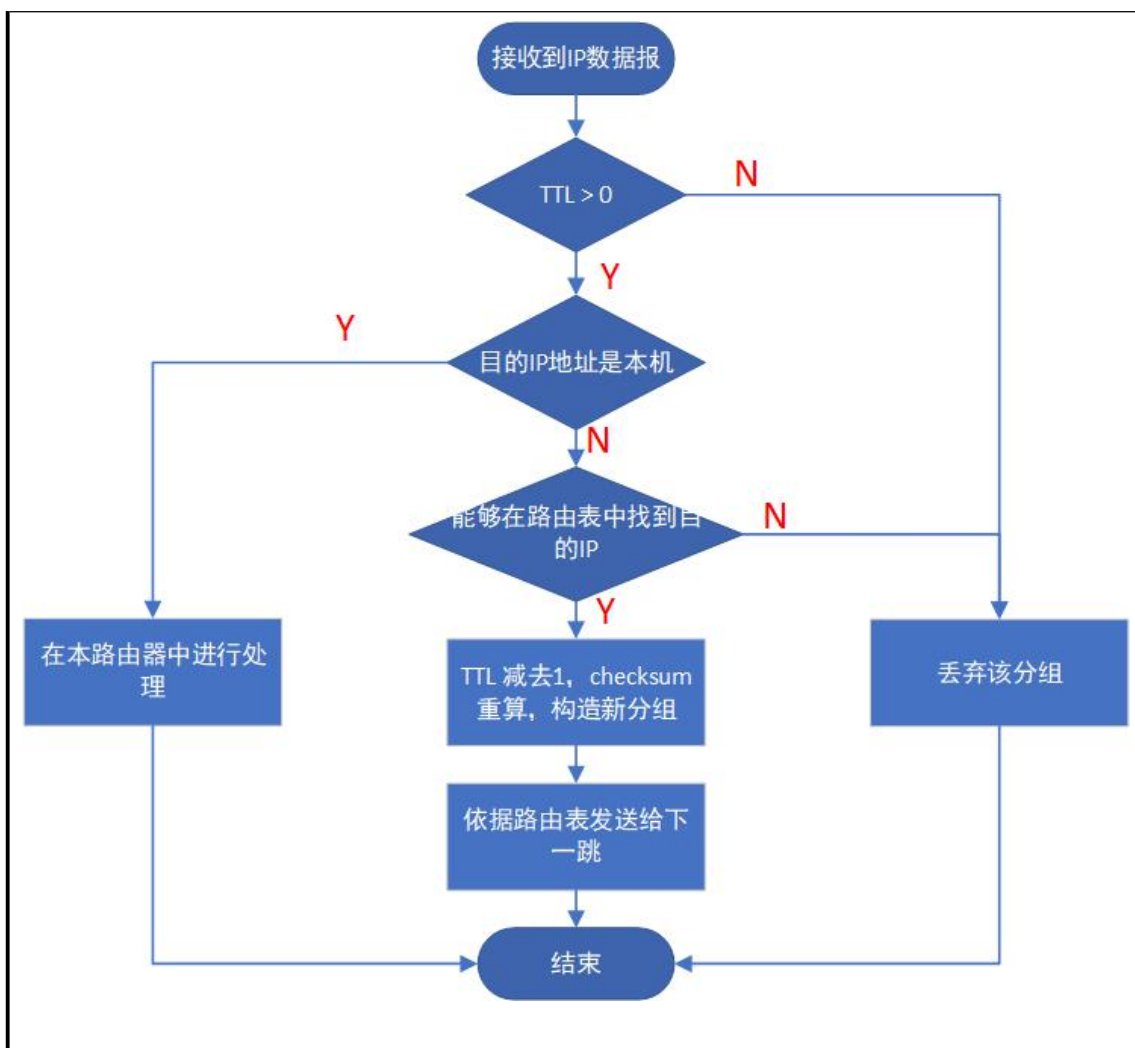 接收到IP数据报
TTL > 0
N
Y
Y
目的IP地址是本机
N
能够在路由表中找到目
的IP
N
Y
在本路由器中进行处
理
TTL 减去1，checksum
重算，构造新分组
丢弃该分组
依据路由表发送给下
一跳
结束